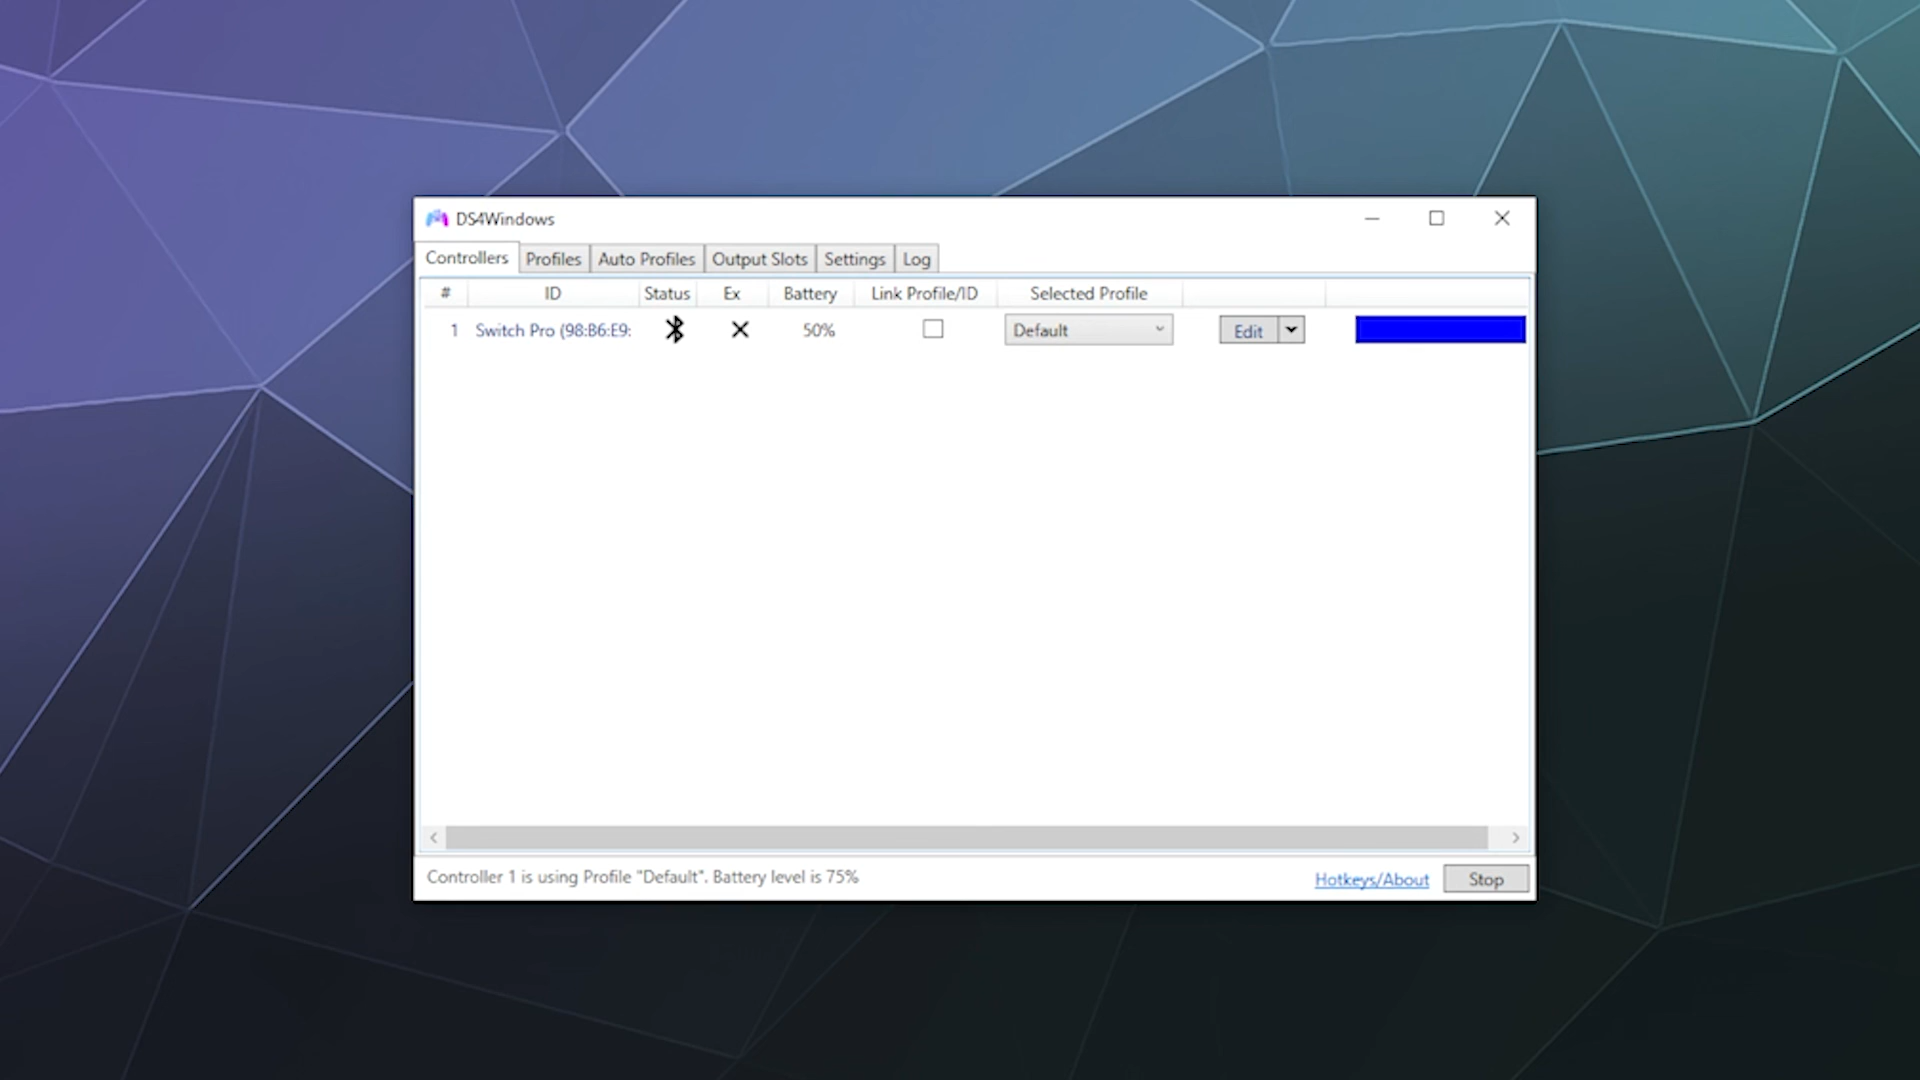 DS4Windows
Controllers Profiles Auto Profiles Output Slots Settings Log
# ID Status Ex Battery Link Profile/ID Selected Profile
1 Switch Pro (98:B6:E9: 50% Default Edit
Controller 1 is using Profile "Default". Battery level is 75% Hotkeys/About Stop